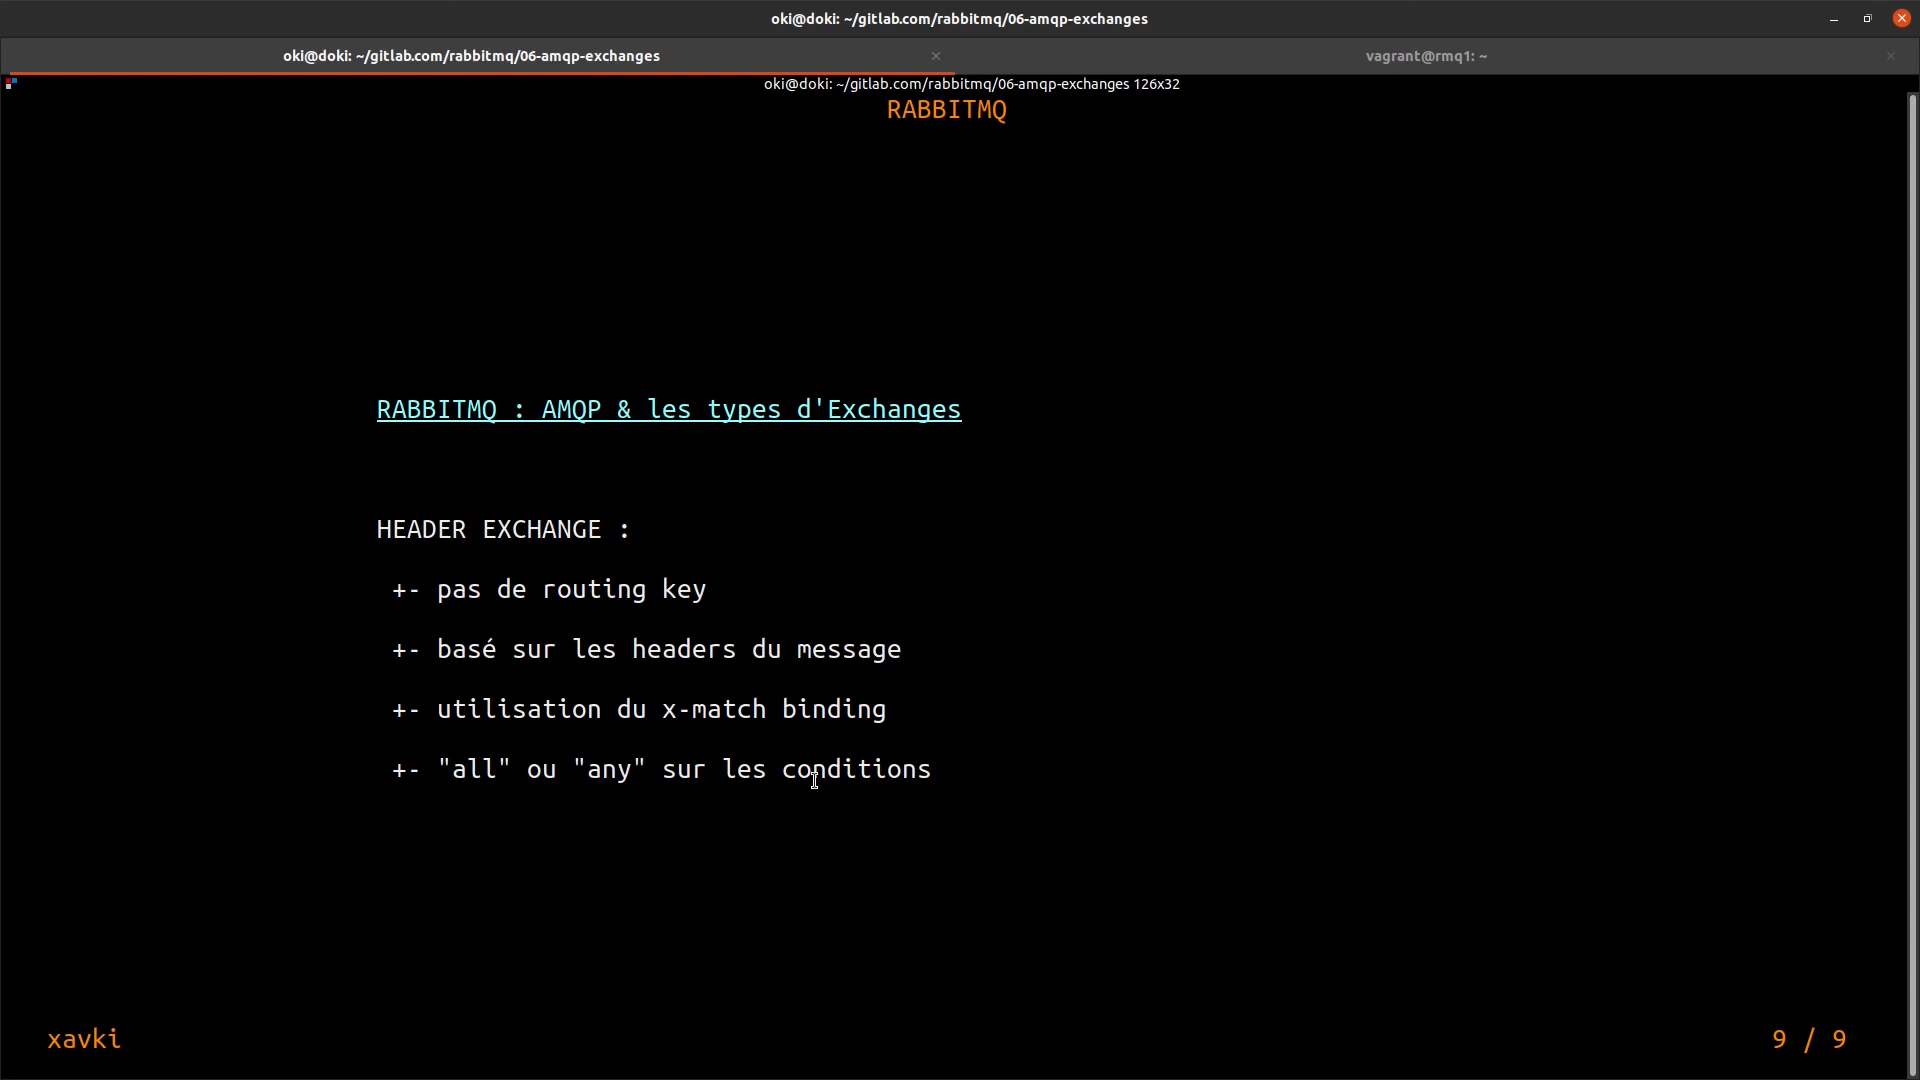 oki@doki: ~/gitlab.com/rabbitmq/06-amqp-exchanges
oki@doki: ~/gitlab.com/rabbitmq/06-amqp-exchanges
vagrant@rmq1: ~
oki@doki: ~/gitlab.com/rabbitmq/06-amqp-exchanges 126x32
RABBITMQ
RABBITMQ : AMQP & les types d'Exchanges
HEADER EXCHANGE :
+- pas de routing key
+- basé sur les headers du message
+- utilisation du x-match binding
+- "all" ou "any" sur les conditions
xavki
9 / 9